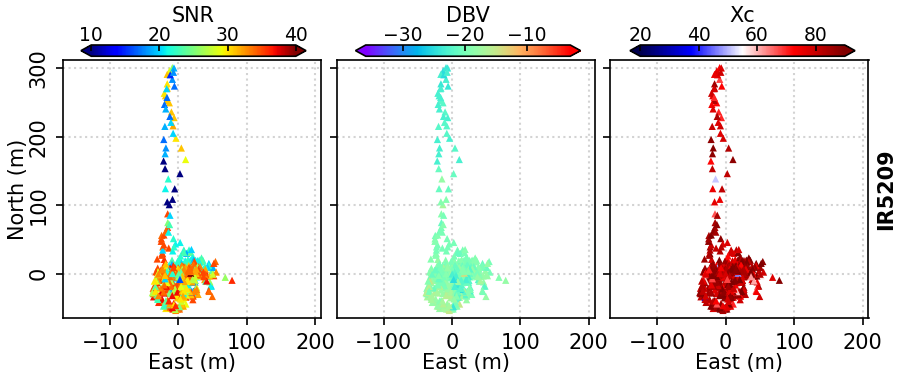 SNR DBV Xc
10 20 30 40 −30 −20 −10 20 40 60 80
300
200
100
0
North (m)
IR5209
−100 0 100 200 −100 0 100 200 −100 0 100 200
East (m) East (m) East (m)